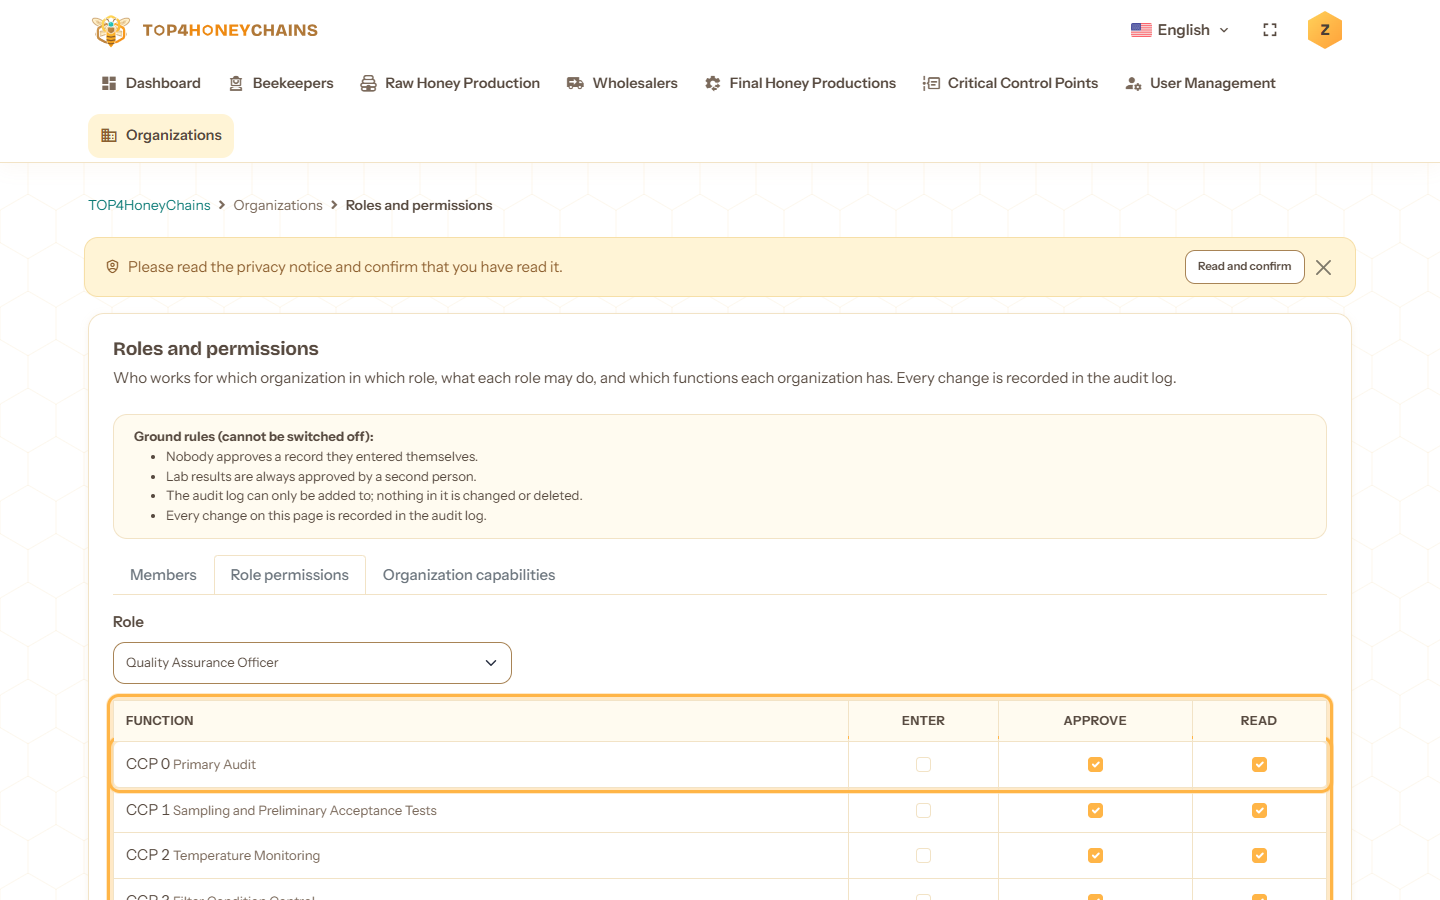 TOP4HONEYCHAINS
English
Z
Dashboard
Beekeepers
Raw Honey Production
Wholesalers
Final Honey Productions
Critical Control Points
User Management
Organizations
TOP4HoneyChains > Organizations > Roles and permissions
Please read the privacy notice and confirm that you have read it.
Read and confirm
Roles and permissions
Who works for which organization in which role, what each role may do, and which functions each organization has. Every change is recorded in the audit log.
Ground rules (cannot be switched off):
• Nobody approves a record they entered themselves.
• Lab results are always approved by a second person.
• The audit log can only be added to; nothing in it is changed or deleted.
• Every change on this page is recorded in the audit log.
Members
Role permissions
Organization capabilities
Role
Quality Assurance Officer
FUNCTION ENTER APPROVE READ
CCP 0 Primary Audit
CCP 1 Sampling and Preliminary Acceptance Tests
CCP 2 Temperature Monitoring
CCP 3 Filter Condition Control